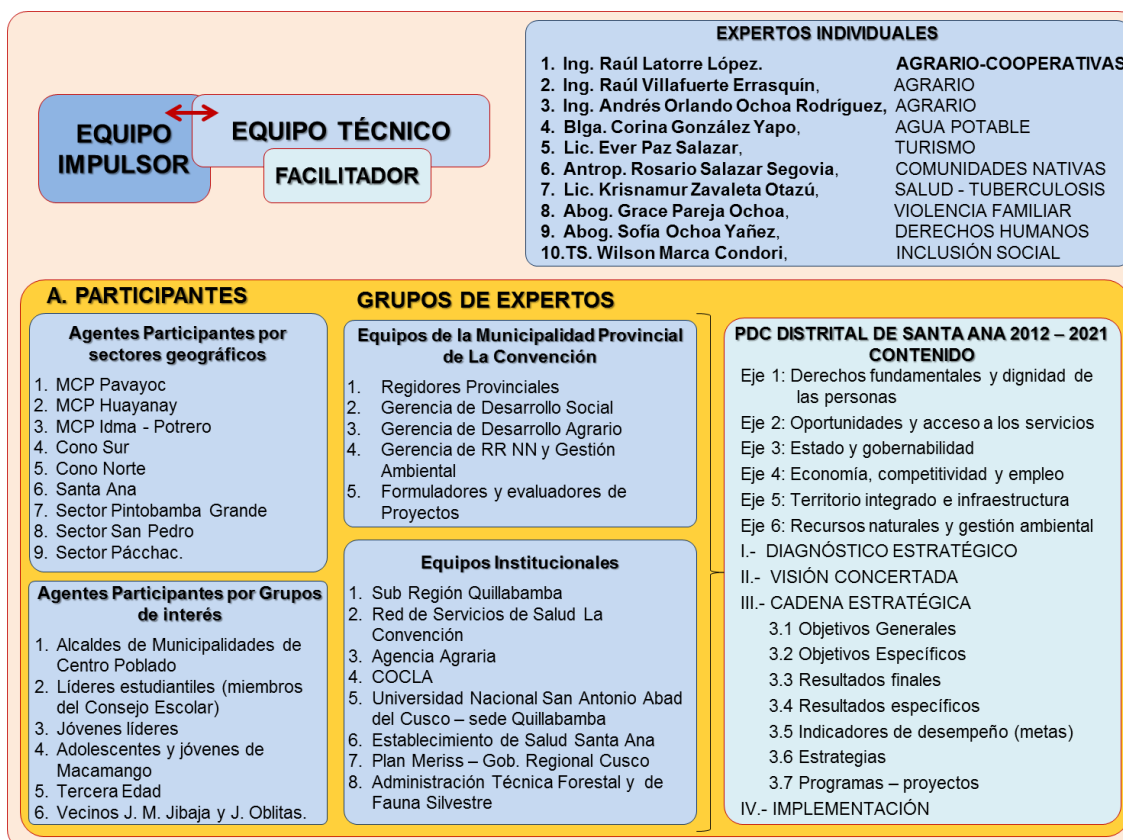 EQUIPO
IMPULSOR
EQUIPO TÉCNICO
FACILITADOR
EXPERTOS INDIVIDUALES
1. Ing. Raúl Latorre López. AGRARIO-COOPERATIVAS
2. Ing. Raúl Villafuerte Errasquín, AGRARIO
3. Ing. Andrés Orlando Ochoa Rodríguez, AGRARIO
4. Blga. Corina González Yapo, AGUA POTABLE
5. Lic. Ever Paz Salazar, TURISMO
6. Antrop. Rosario Salazar Segovia, COMUNIDADES NATIVAS
7. Lic. Krisnamur Zavaleta Otazú, SALUD - TUBERCULOSIS
8. Abog. Grace Pareja Ochoa, VIOLENCIA FAMILIAR
9. Abog. Sofía Ochoa Yañez, DERECHOS HUMANOS
10.TS. Wilson Marca Condori, INCLUSIÓN SOCIAL
A. PARTICIPANTES
Agentes Participantes por
sectores geográficos
1. MCP Pavayoc
2. MCP Huayanay
3. MCP Idma - Potrero
4. Cono Sur
5. Cono Norte
6. Santa Ana
7. Sector Pintobamba Grande
8. Sector San Pedro
9. Sector Pácchac.
Agentes Participantes por Grupos
de interés
1. Alcaldes de Municipalidades de
Centro Poblado
2. Líderes estudiantiles (miembros
del Consejo Escolar)
3. Jóvenes líderes
4. Adolescentes y jóvenes de
Macamango
5. Tercera Edad
6. Vecinos J. M. Jibaja y J. Oblitas.
GRUPOS DE EXPERTOS
Equipos de la Municipalidad Provincial
de La Convención
1. Regidores Provinciales
2. Gerencia de Desarrollo Social
3. Gerencia de Desarrollo Agrario
4. Gerencia de RR NN y Gestión
Ambiental
5. Formuladores y evaluadores de
Proyectos
Equipos Institucionales
1. Sub Región Quillabamba
2. Red de Servicios de Salud La
Convención
3. Agencia Agraria
4. COCLA
5. Universidad Nacional San Antonio Abad
del Cusco – sede Quillabamba
6. Establecimiento de Salud Santa Ana
7. Plan Meriss – Gob. Regional Cusco
8. Administración Técnica Forestal y de
Fauna Silvestre
PDC DISTRITAL DE SANTA ANA 2012 – 2021
CONTENIDO
Eje 1: Derechos fundamentales y dignidad de
las personas
Eje 2: Oportunidades y acceso a los servicios
Eje 3: Estado y gobernabilidad
Eje 4: Economía, competitividad y empleo
Eje 5: Territorio integrado e infraestructura
Eje 6: Recursos naturales y gestión ambiental
I.- DIAGNÓSTICO ESTRATÉGICO
II.- VISIÓN CONCERTADA
III.- CADENA ESTRATÉGICA
3.1 Objetivos Generales
3.2 Objetivos Específicos
3.3 Resultados finales
3.4 Resultados específicos
3.5 Indicadores de desempeño (metas)
3.6 Estrategias
3.7 Programas – proyectos
IV.- IMPLEMENTACIÓN